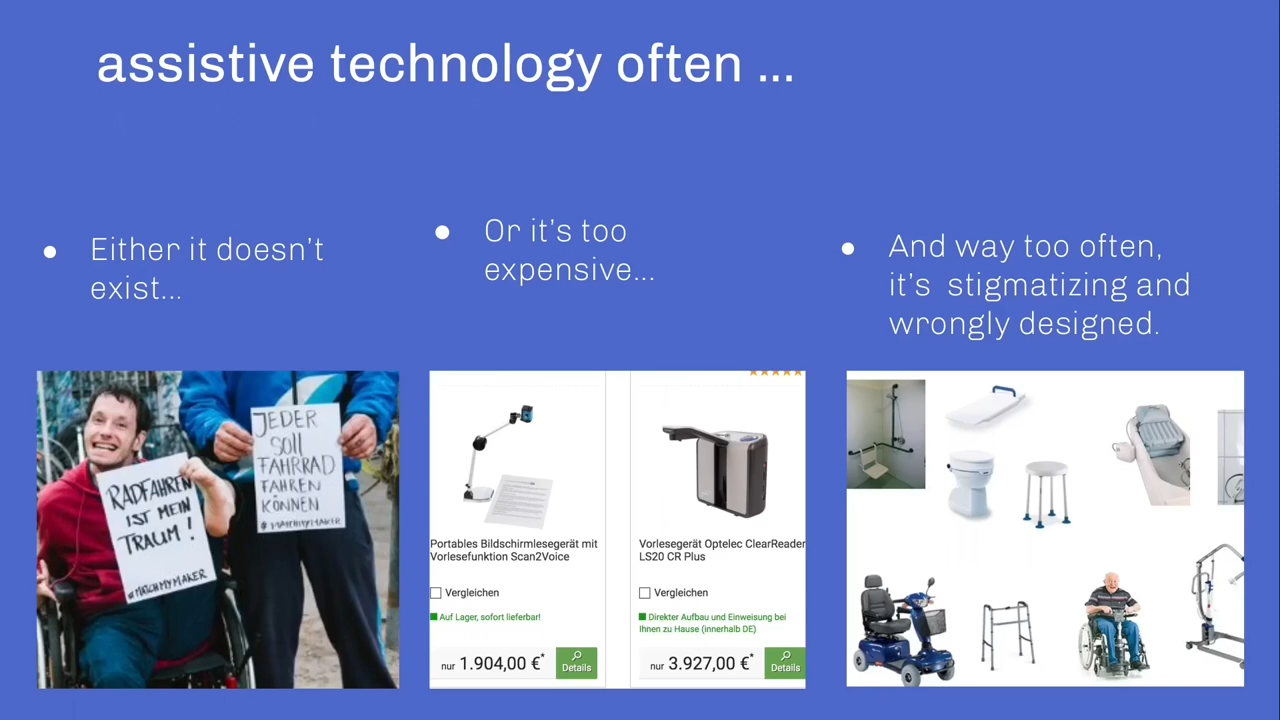 assistive technology often ...
Either it doesn't
exist...
Or it's too
expensive...
And way too often,
it's stigmatizing and
wrongly designed.
RADFAHREN
IST MEIN
TRAUM!
#MATCHMYMAKER
JEDER
SOLL
FAHRRAD
FAHREN
KÖNNEN
#MATCHMYMAKER
Portables Bildschirmlesegerät mit
Vorlesefunktion Scan2Voice
Vergleichen
Auf Lager, sofort lieferbar!
nur 1.904,00 €*
Details
Vorlesegerät Optelec ClearReader
LS20 CR Plus
Vergleichen
Direkter Aufbau und Einweisung bei
Ihnen zu Hause (innerhalb DE)
nur 3.927,00 €*
Details